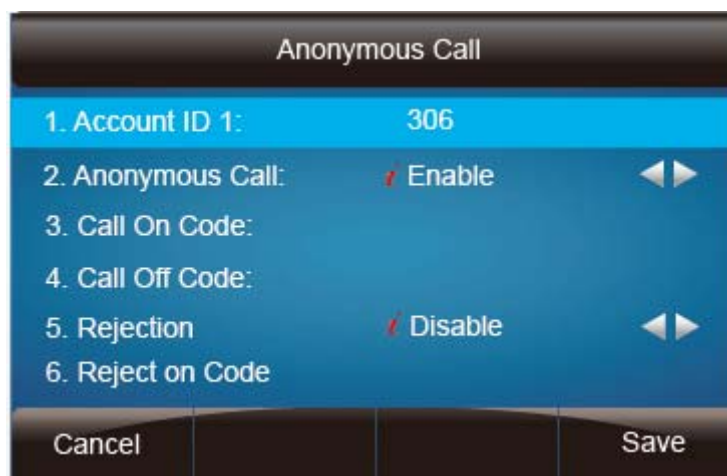 Anonymous Call
1. Account ID 1: 306
2. Anonymous Call: i Enable
3. Call On Code:
4. Call Off Code:
5. Rejection i Disable
6. Reject on Code
Cancel Save